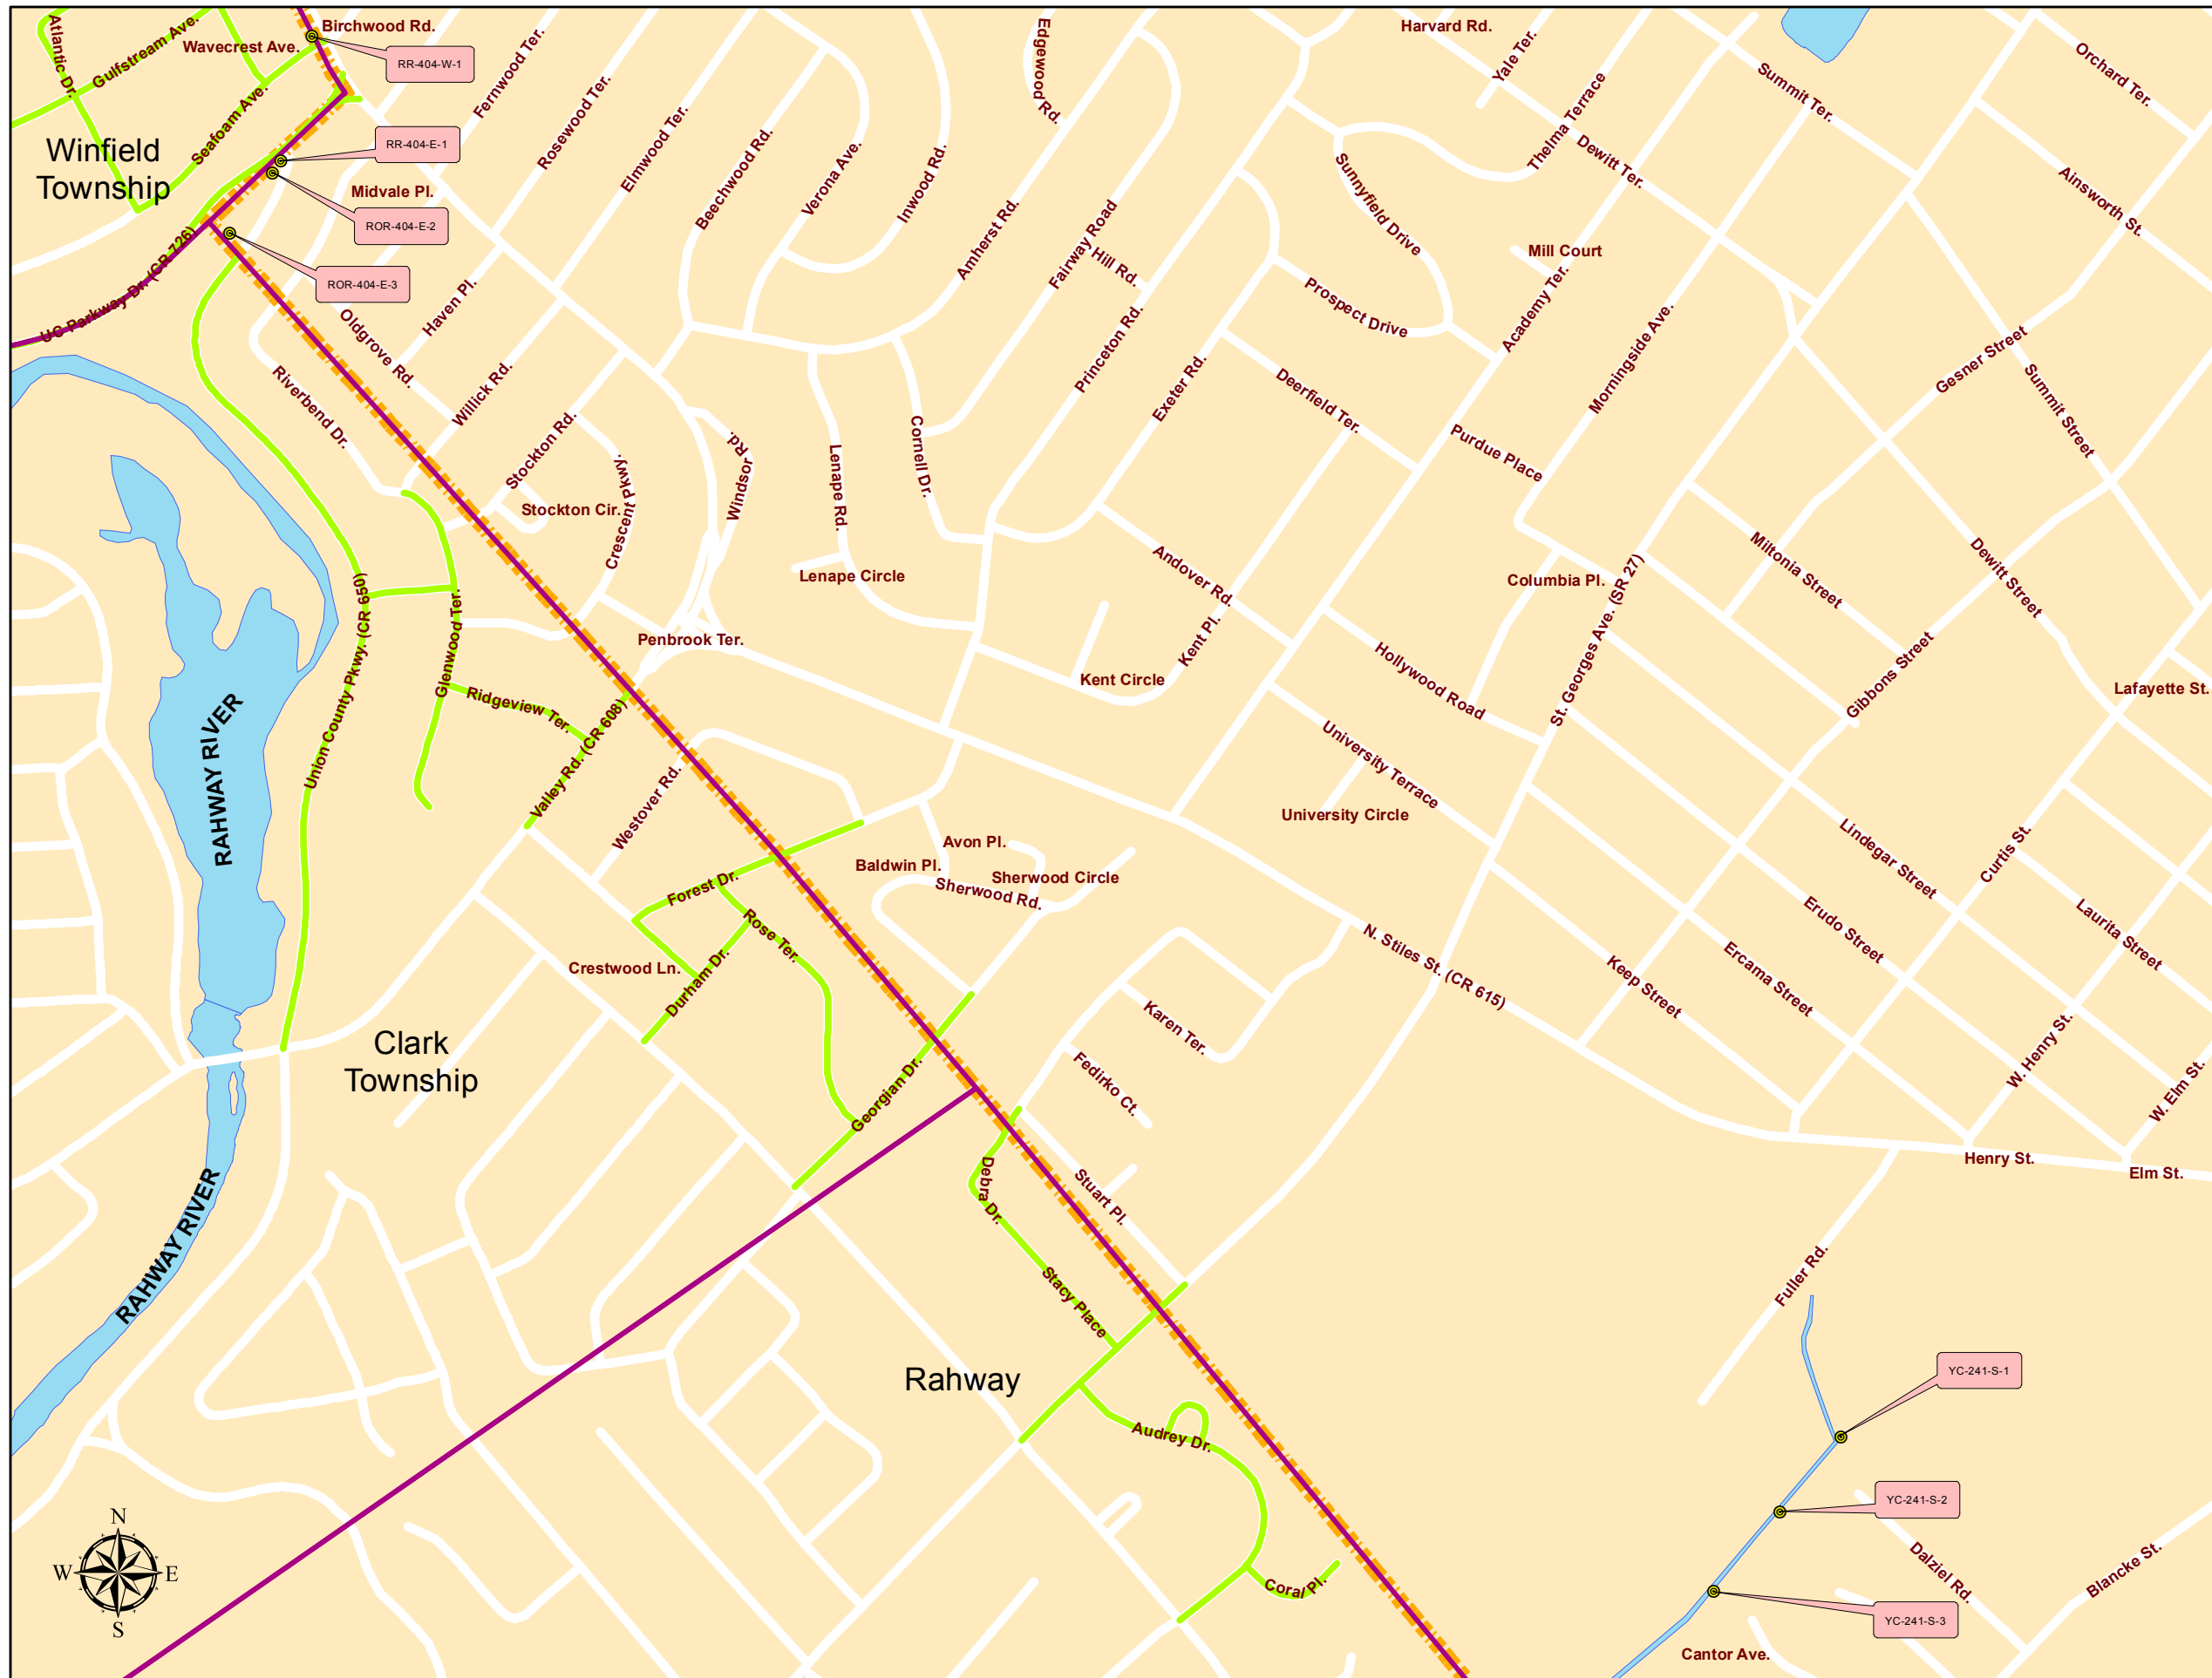 Birchwood Rd.
Harvard Rd.
Atlantic Dr.
Gulfstream Ave.
Wavecrest Ave.
RR-404-W-1
Fernwood Ter.
Edgewood Rd.
Yale Ter.
Orchard Ter.
Summit Ter.
Rosewood Ter.
Elmwood Ter.
Thelma Terrace
Seafoam Ave.
Winfield
Township
RR-404-E-1
Beechwood Rd.
Verona Ave.
Inwood Rd.
Dewitt Ter.
Midvale Pl.
ROR-404-E-2
Amherst Rd.
Fairway Road
Sunnyfield Drive
Ainsworth St.
Hill Rd.
Mill Court
UC Parkway Dr. (CR 726)
ROR-404-E-3
Haven Pl.
Oldgrove Rd.
Princeton Rd.
Prospect Drive
Academy Ter.
Morningside Ave.
Gesner Street
Riverbend Dr.
Willick Rd.
Exeter Rd.
Deerfield Ter.
Summit Street
Stockton Rd.
Crescent Pkwy.
Windsor Rd.
Lenape Rd.
Cornell Dr.
Purdue Place
Stockton Cir.
Lenape Circle
Andover Rd.
Columbia Pl.
Miltonia Street
Dewitt Street
Union County Pkwy. (CR 650)
Glenwood Ter.
Penbrook Ter.
Kent Pl.
Kent Circle
Hollywood Road
St. Georges Ave. (SR 27)
Gibbons Street
Lafayette St.
RAHWAY RIVER
Ridgeview Ter.
Valley Rd. (CR 608)
Westover Rd.
University Terrace
University Circle
Avon Pl.
Baldwin Pl.
Sherwood Circle
Sherwood Rd.
Lindegar Street
Curtis St.
Forest Dr.
Rose Ter.
Crestwood Ln.
Durham Dr.
N. Stiles St. (CR 615)
Keep Street
Ercama Street
Erudo Street
Laurita Street
Clark
Township
Karen Ter.
Fedirko Ct.
Georgian Dr.
W. Henry St.
W. Elm St.
Henry St.
Elm St.
RAHWAY RIVER
Debra Dr.
Stuart Pl.
Stacy Place
Fuller Rd.
Rahway
YC-241-S-1
Audrey Dr.
YC-241-S-2
N
W
E
S
Coral Pl.
Dalziel Rd.
Blancke St.
YC-241-S-3
Cantor Ave.